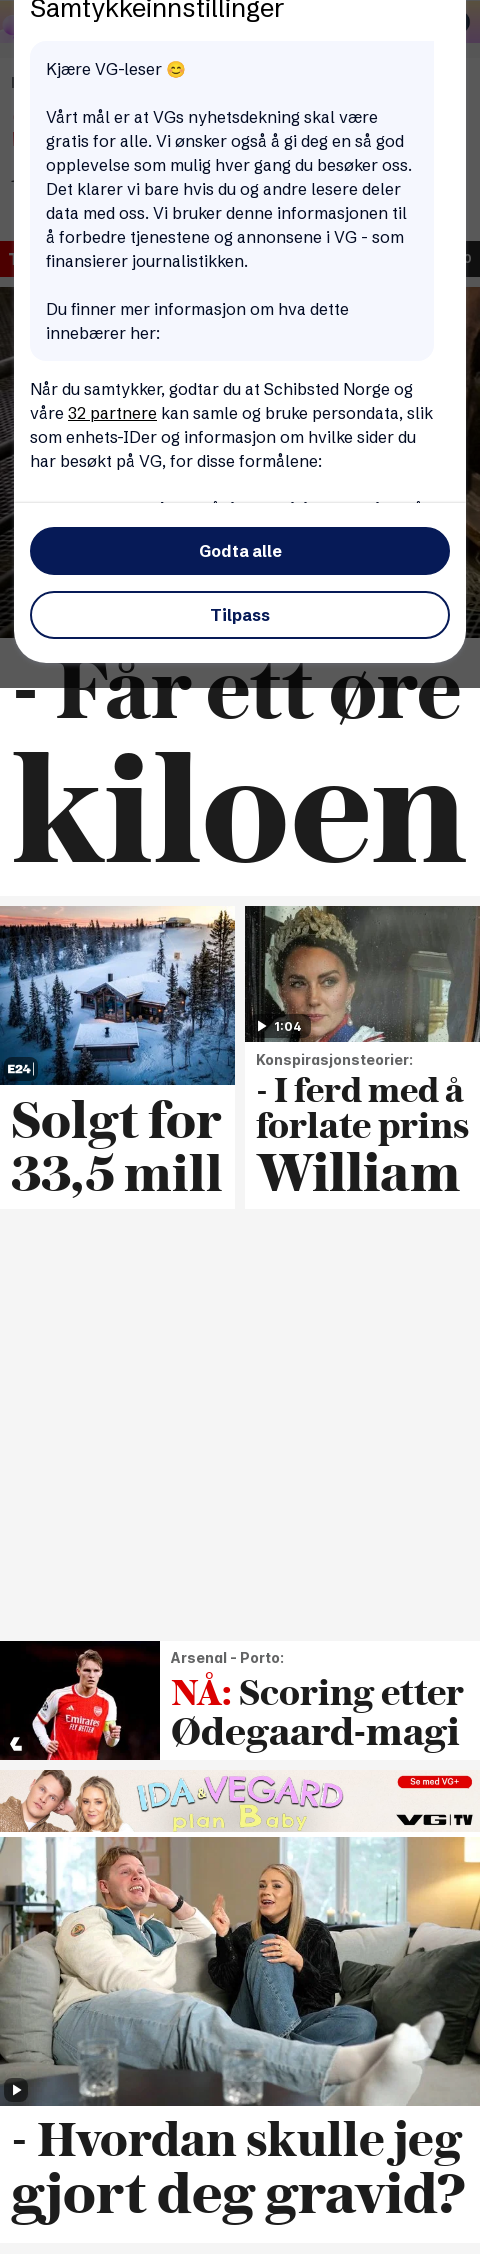 Samtykkeinnstillinger
Kjære VG-leser 😊
Vårt mål er at VGs nyhetsdekning skal være
gratis for alle. Vi ønsker også å gi deg en så god
opplevelse som mulig hver gang du besøker oss.
Det klarer vi bare hvis du og andre lesere deler
data med oss. Vi bruker denne informasjonen til
å forbedre tjenestene og annonsene i VG - som
finansierer journalistikken.
Du finner mer informasjon om hva dette
innebærer her:
Når du samtykker, godtar du at Schibsted Norge og
våre 32 partnere kan samle og bruke persondata, slik
som enhets-IDer og informasjon om hvilke sider du
har besøkt på VG, for disse formålene:
Godta alle
Tilpass
- Får ett øre
kiloen
E24
Solgt for
33,5 mill
1:04
Konspirasjonsteorier:
- I ferd med å
forlate prins
William
Emirates
FLY BETTER
Arsenal - Porto:
NÅ: Scoring etter
Ødegaard-magi
IDA & VEGARD
plan Baby
Se med VG+
VG TV
- Hvordan skulle jeg
gjort deg gravid?